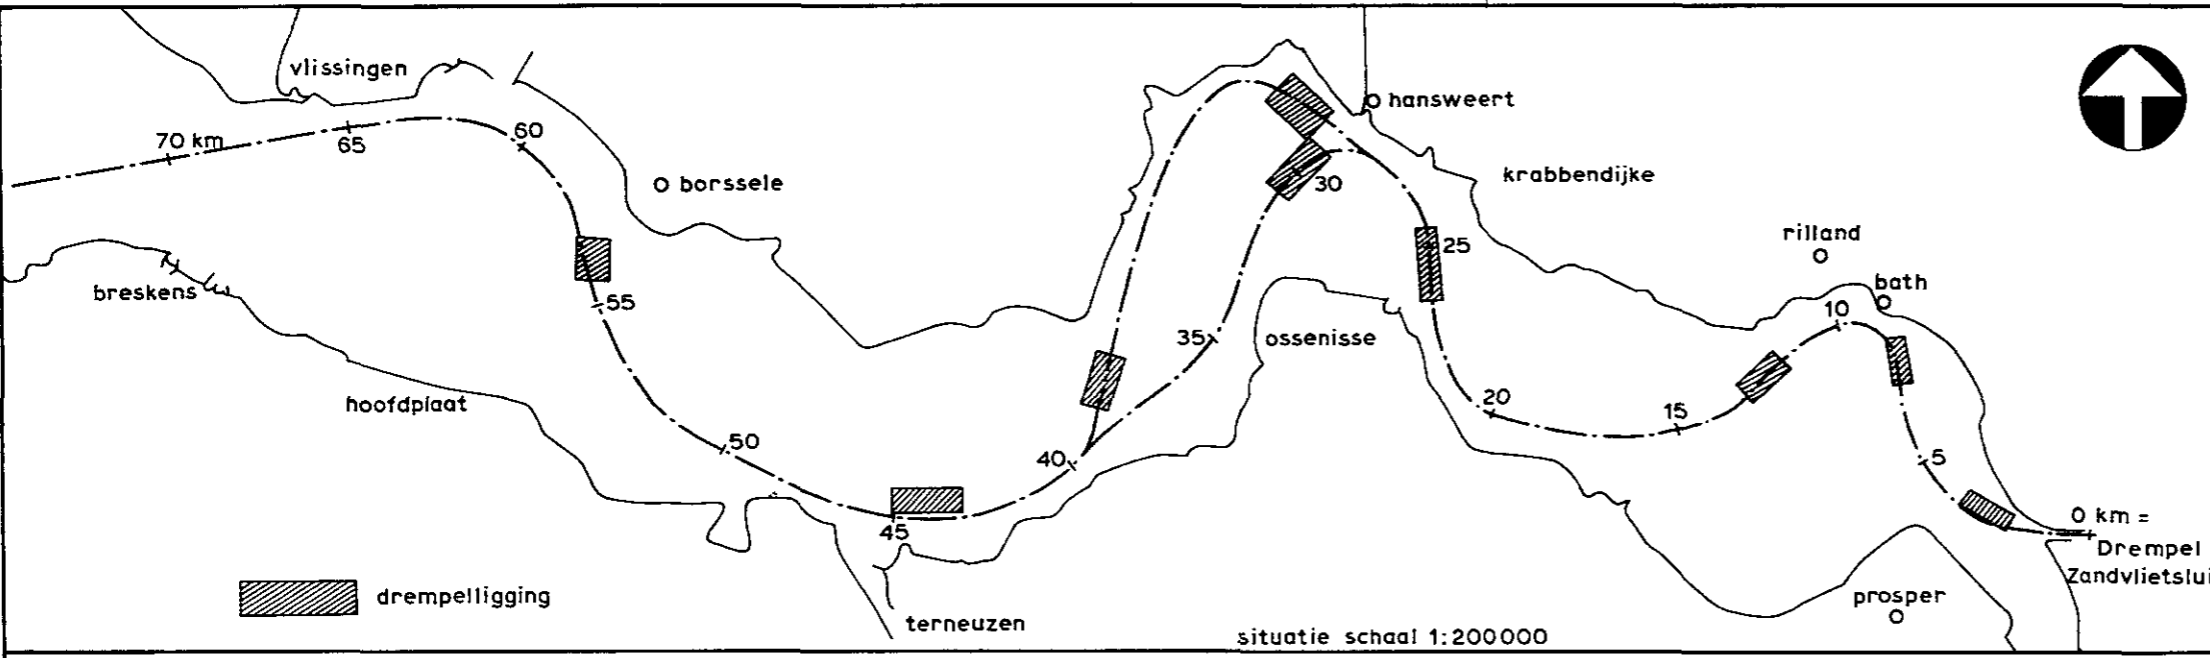 vlissingen
hansweert
60
70 km
65
krabbendijke
borssele
30
rilland
25
bath
breskens
55
10
35
ossenisse
hoofdplaat
20
15
50
40
5
O km =
45
Drempel
drempelligging
prosper
terneuzen
situatie schaal 1:200000